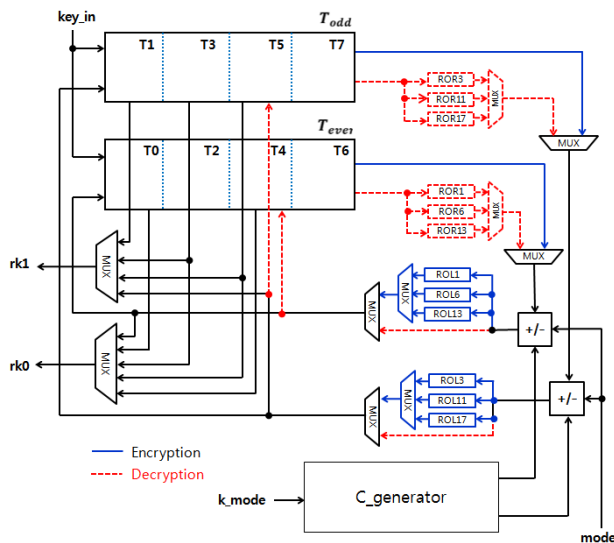 key_in
T_odd
T1 T3 T5 T7
ROR3
ROR11
ROR17
MUX
MUX
T_even
T0 T2 T4 T6
ROR1
ROR6
ROR13
MUX
MUX
rk1
MUX
MUX
MUX
ROL1
ROL6
ROL13
+/-
rk0
MUX
MUX
MUX
ROL3
ROL11
ROL17
+/-
Encryption
Decryption
k_mode
C_generator
mode